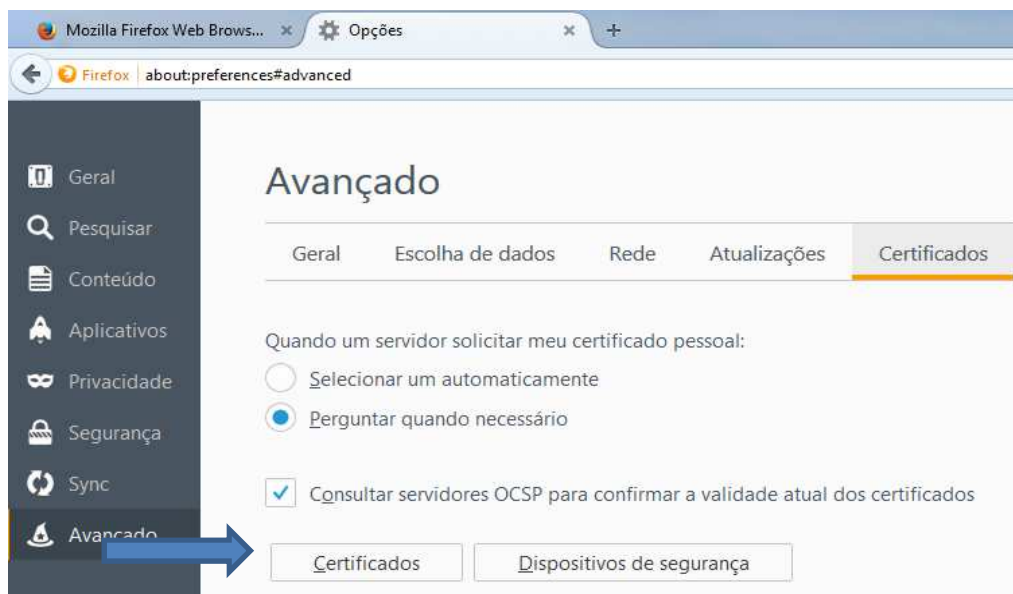 Mozilla Firefox Web Brows...
Opções
Firefox about:preferences#advanced
Geral
Pesquisar
Conteúdo
Aplicativos
Privacidade
Segurança
Sync
Avançado
Avançado
Geral Escolha de dados Rede Atualizações Certificados
Quando um servidor solicitar meu certificado pessoal:
Selecionar um automaticamente
Perguntar quando necessário
Consultar servidores OCSP para confirmar a validade atual dos certificados
Certificados Dispositivos de segurança